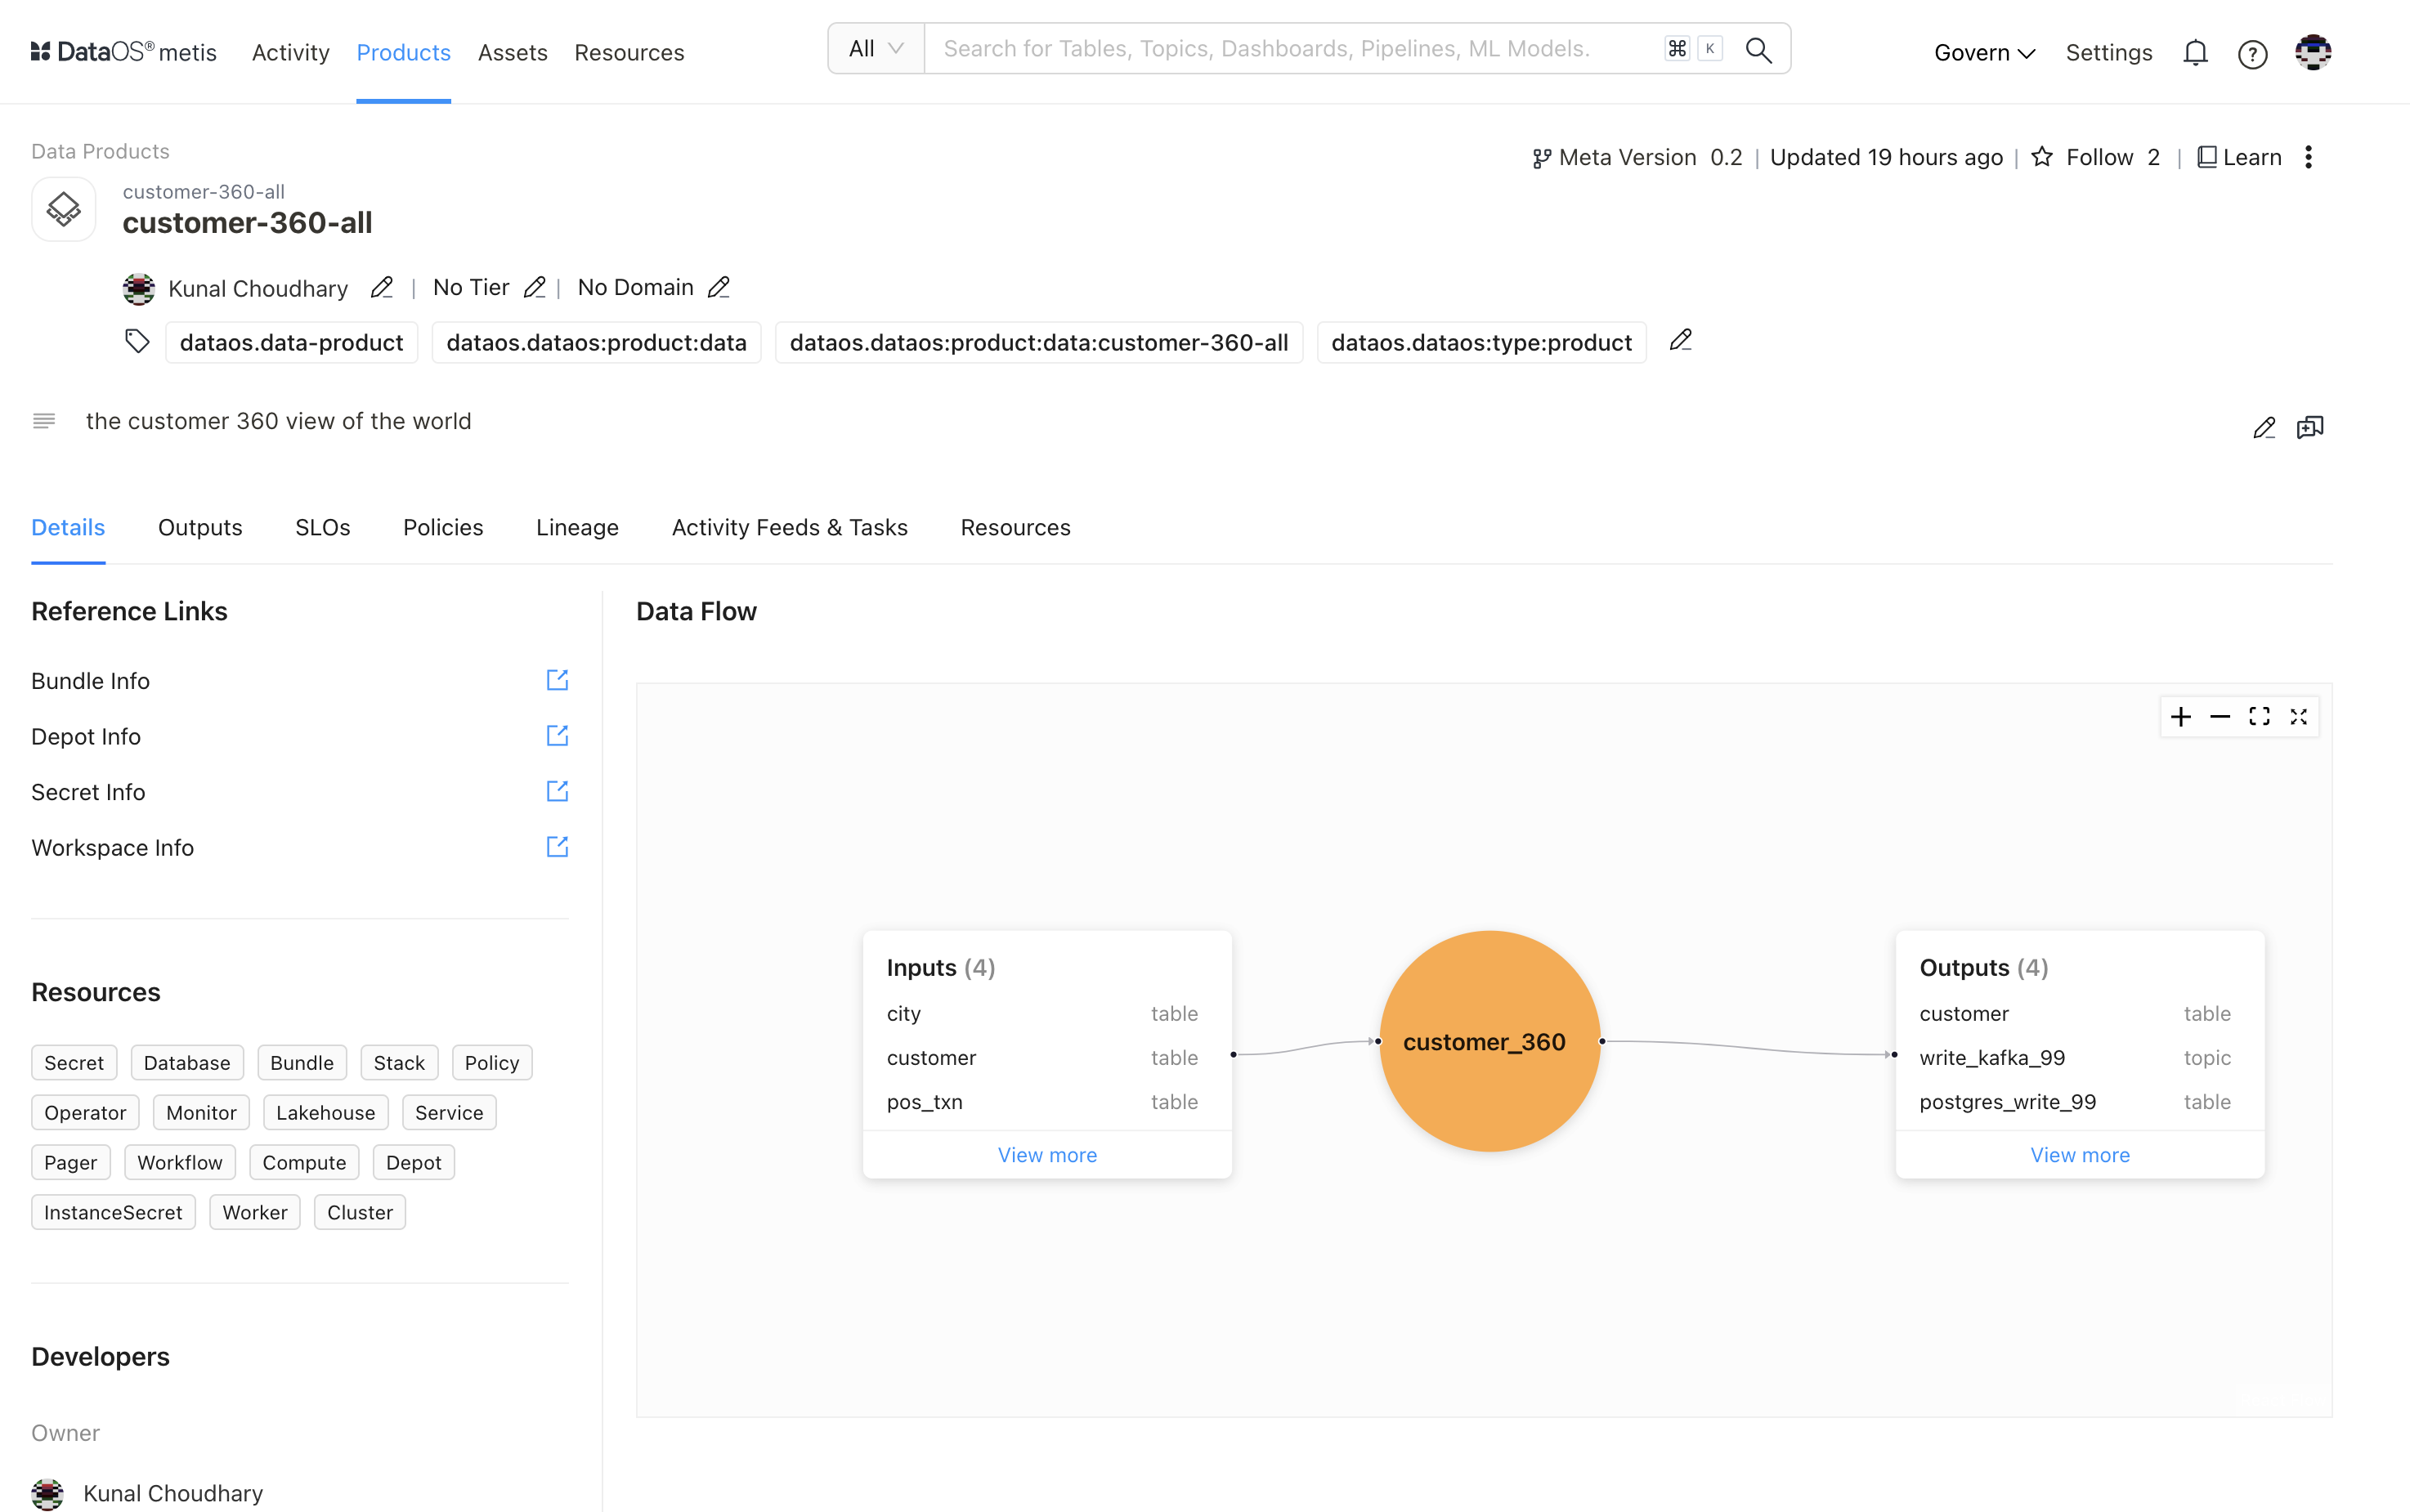 DataOS® metis Activity Products Assets Resources All Search for Tables, Topics, Dashboards, Pipelines, ML Models. ⌘ K Govern Settings
Data Products
Meta Version 0.2 | Updated 19 hours ago | Follow 2 | Learn
customer-360-all
customer-360-all
Kunal Choudhary | No Tier | No Domain
dataos.data-product dataos.dataos:product:data dataos.dataos:product:data:customer-360-all dataos.dataos:type:product
the customer 360 view of the world
Details Outputs SLOs Policies Lineage Activity Feeds & Tasks Resources
Reference Links
Bundle Info
Depot Info
Secret Info
Workspace Info
Resources
Secret Database Bundle Stack Policy
Operator Monitor Lakehouse Service
Pager Workflow Compute Depot
InstanceSecret Worker Cluster
Developers
Owner
Kunal Choudhary
Data Flow
Inputs (4)
city table
customer table
pos_txn table
View more
customer_360
Outputs (4)
customer table
write_kafka_99 topic
postgres_write_99 table
View more